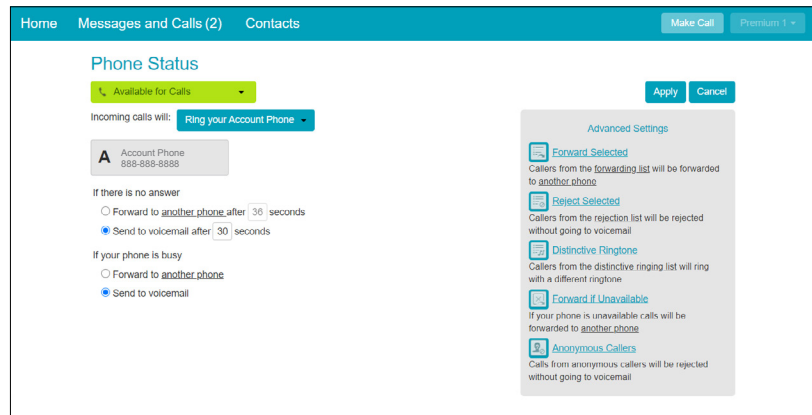 Home Messages and Calls (2) Contacts Make Call Premium 1
Phone Status
Available for Calls
Apply Cancel
Incoming calls will: Ring your Account Phone
A Account Phone
888-888-8888
If there is no answer
Forward to another phone after 36 seconds
Send to voicemail after 30 seconds
If your phone is busy
Forward to another phone
Send to voicemail
Advanced Settings
Forward Selected
Callers from the forwarding list will be forwarded
to another phone
Reject Selected
Callers from the rejection list will be rejected
without going to voicemail
Distinctive Ringtone
Callers from the distinctive ringing list will ring
with a different ringtone
Forward if Unavailable
If your phone is unavailable calls will be
forwarded to another phone
Anonymous Callers
Calls from anonymous callers will be rejected
without going to voicemail